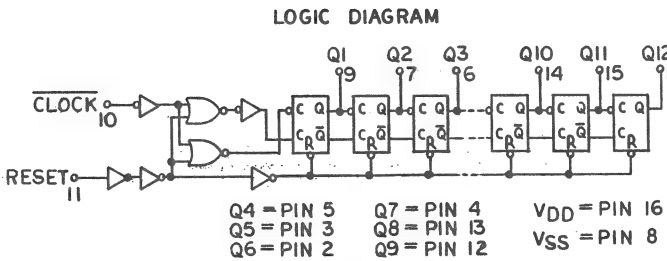 LOGIC DIAGRAM
Q1 Q2 Q3 Q10 Q11 Q12
9 7 6 14 15
CLOCK
10
C Q C Q C Q C Q C Q C Q
C Q̅ C Q̅ C Q̅ C Q̅ C Q̅ C
R R R R R R
RESET
11
Q4 = PIN 5 Q7 = PIN 4 VDD = PIN 16
Q5 = PIN 3 Q8 = PIN 13
Q6 = PIN 2 Q9 = PIN 12 VSS = PIN 8